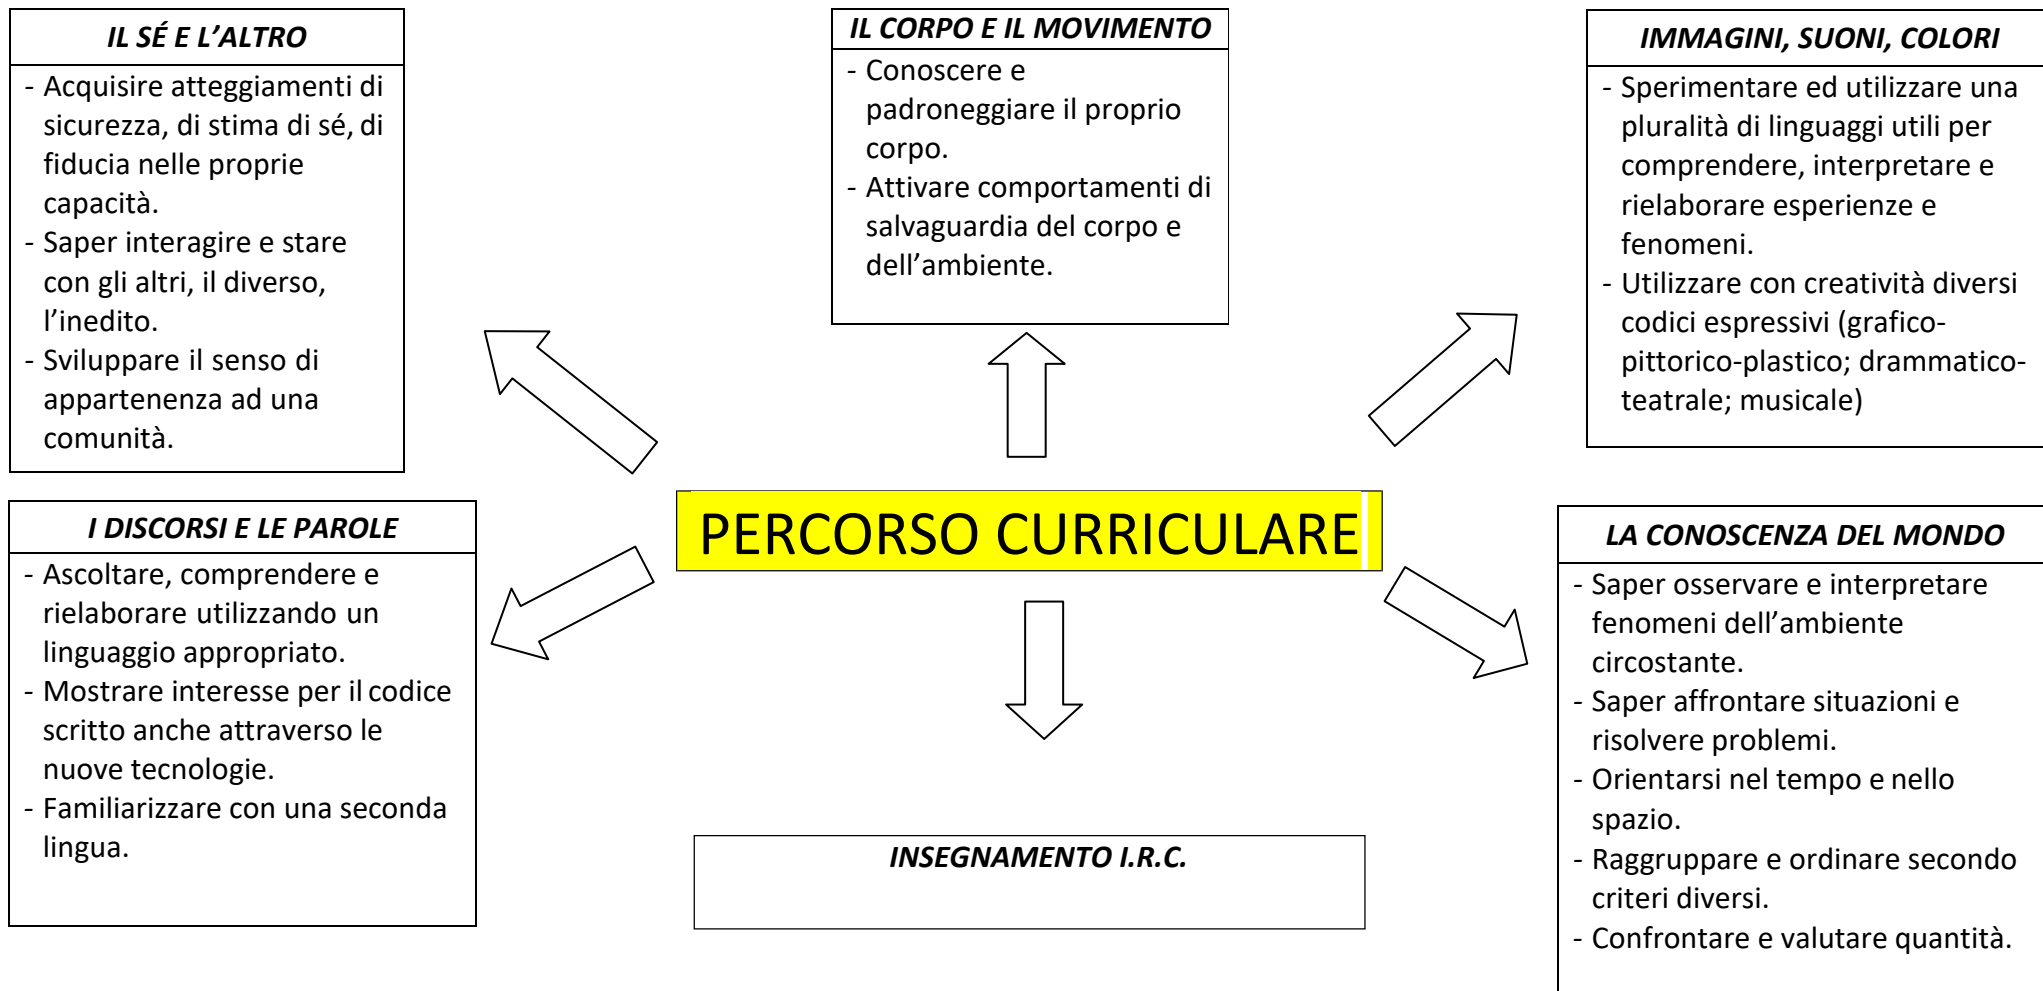 IL SÉ E L’ALTRO
- Acquisire atteggiamenti di
sicurezza, di stima di sé, di
fiducia nelle proprie
capacità.
- Saper interagire e stare
con gli altri, il diverso,
l’inedito.
- Sviluppare il senso di
appartenenza ad una
comunità.
IL CORPO E IL MOVIMENTO
- Conoscere e
padroneggiare il proprio
corpo.
- Attivare comportamenti di
salvaguardia del corpo e
dell’ambiente.
IMMAGINI, SUONI, COLORI
- Sperimentare ed utilizzare una
pluralità di linguaggi utili per
comprendere, interpretare e
rielaborare esperienze e
fenomeni.
- Utilizzare con creatività diversi
codici espressivi (grafico-
pittorico-plastico; drammatico-
teatrale; musicale)
PERCORSO CURRICULARE
I DISCORSI E LE PAROLE
- Ascoltare, comprendere e
rielaborare utilizzando un
linguaggio appropriato.
- Mostrare interesse per il codice
scritto anche attraverso le
nuove tecnologie.
- Familiarizzare con una seconda
lingua.
INSEGNAMENTO I.R.C.
LA CONOSCENZA DEL MONDO
- Saper osservare e interpretare
fenomeni dell’ambiente
circostante.
- Saper affrontare situazioni e
risolvere problemi.
- Orientarsi nel tempo e nello
spazio.
- Raggruppare e ordinare secondo
criteri diversi.
- Confrontare e valutare quantità.